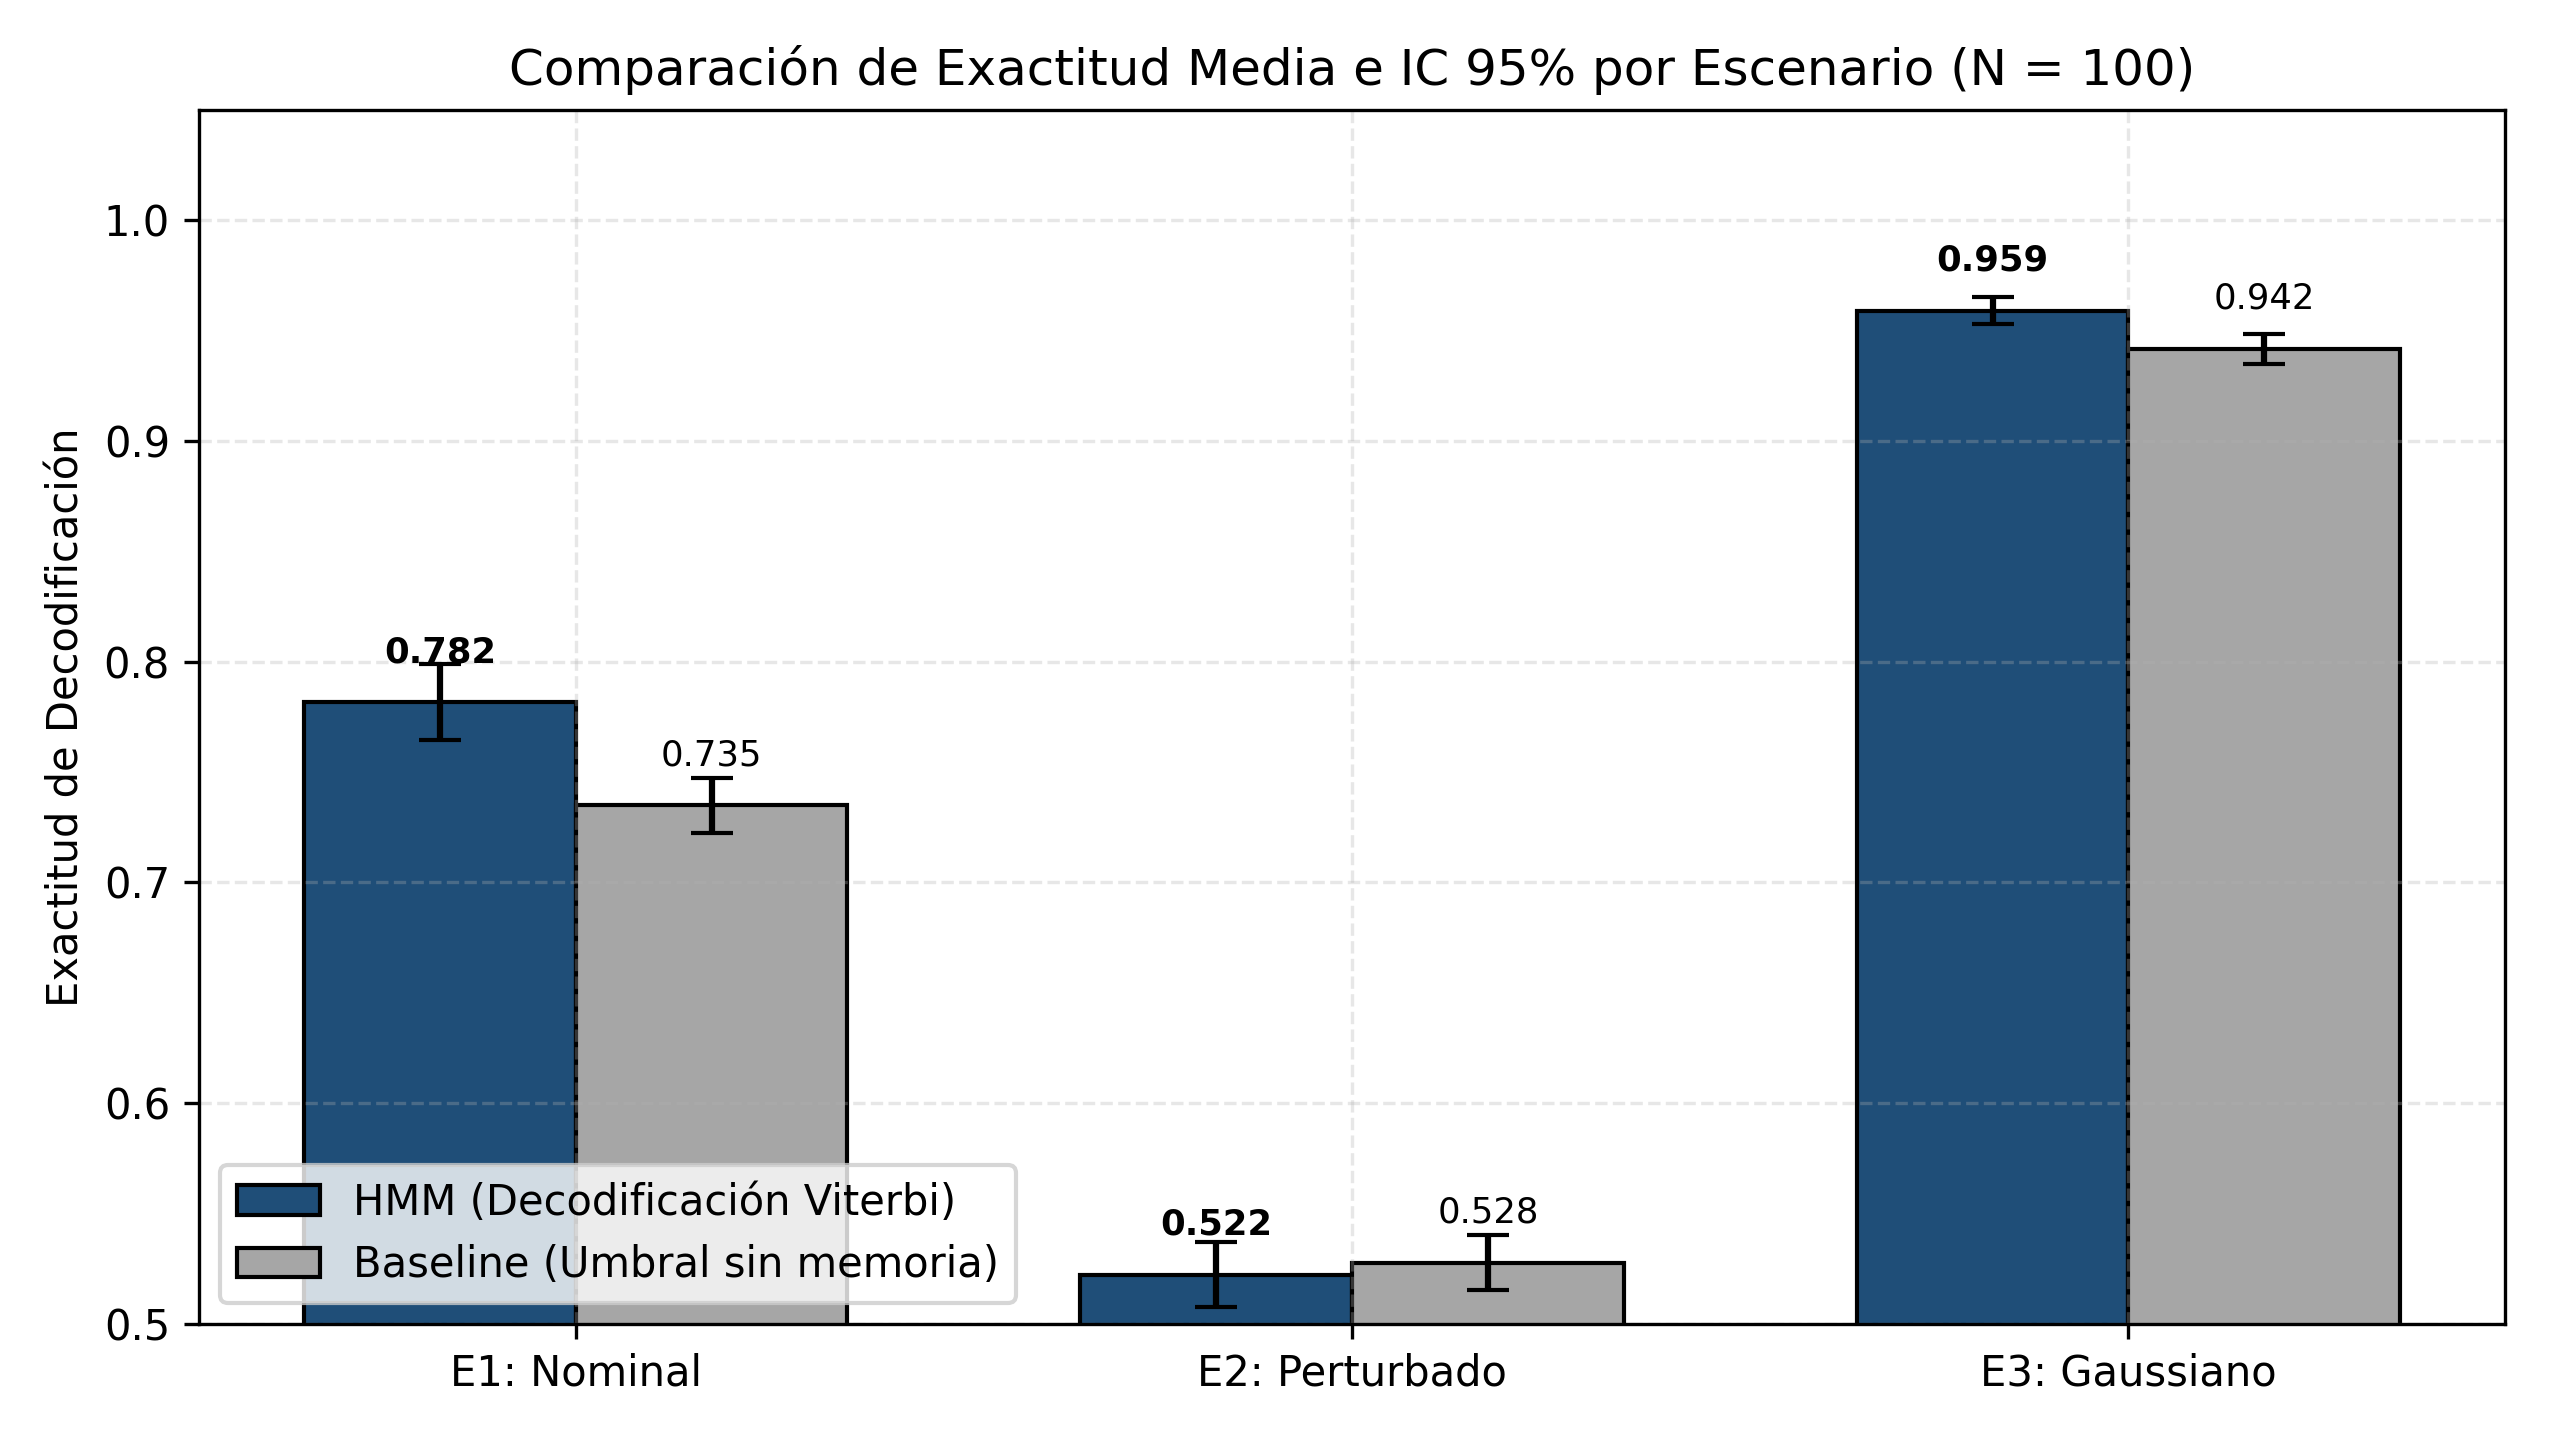 Comparación de Exactitud Media e IC 95% por Escenario (N = 100)
Exactitud de Decodificación
1.0
0.9
0.8
0.7
0.6
0.5
0.782
0.735
0.522
0.528
0.959
0.942
HMM (Decodificación Viterbi)
Baseline (Umbral sin memoria)
E1: Nominal
E2: Perturbado
E3: Gaussiano